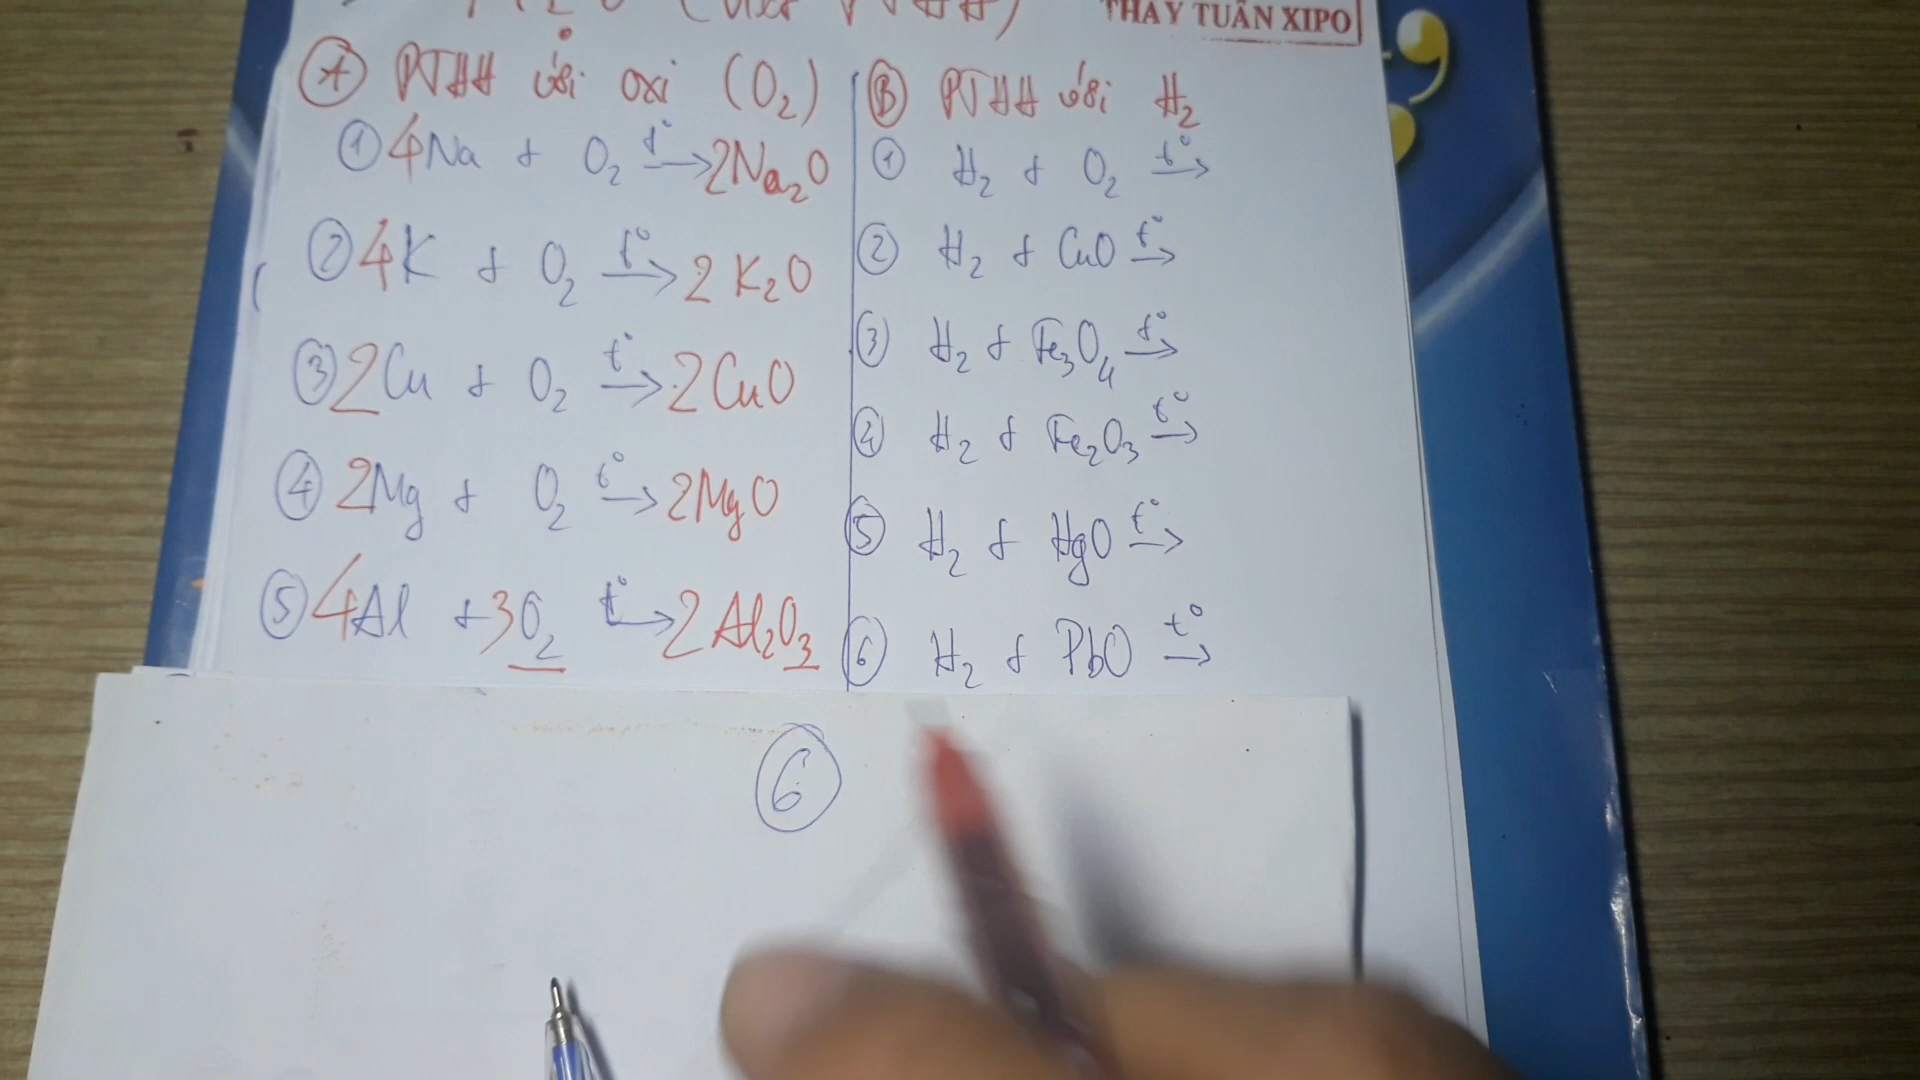 THẦY TUẤN XIPO
Ⓐ PTHH với oxi (O₂)
① 4Na + O₂ t°→ 2Na₂O
② 4K + O₂ t°→ 2K₂O
③ 2Cu + O₂ t°→ 2CuO
④ 2Mg + O₂ t°→ 2MgO
⑤ 4Al + 3O₂ t°→ 2Al₂O₃
Ⓑ PTHH với H₂
① H₂ + O₂ t°→
② H₂ + CuO t°→
③ H₂ + Fe₃O₄ t°→
④ H₂ + Fe₂O₃ t°→
⑤ H₂ + HgO t°→
⑥ H₂ + PbO t°→
⑥